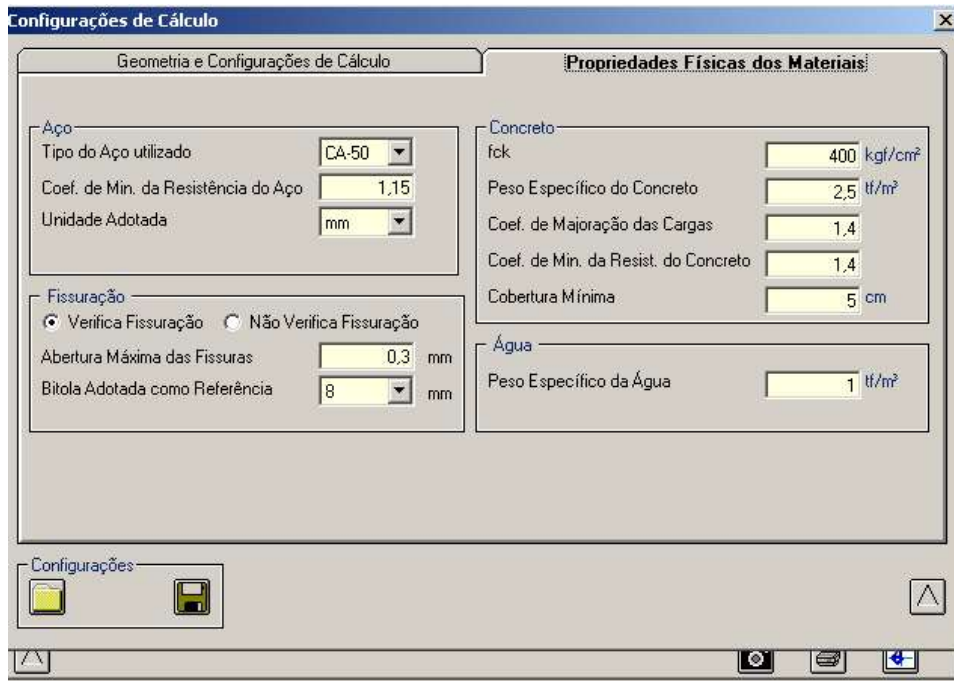 Configurações de Cálculo
Geometria e Configurações de Cálculo
Propriedades Físicas dos Materiais
Aço
Tipo do Aço utilizado CA-50
Coef. de Min. da Resistência do Aço 1,15
Unidade Adotada mm
Fissuração
Verifica Fissuração Não Verifica Fissuração
Abertura Máxima das Fissuras 0,3 mm
Bitola Adotada como Referência 8 mm
Concreto
fck 400 kgf/cm²
Peso Específico do Concreto 2,5 tf/m³
Coef. de Majoração das Cargas 1,4
Coef. de Min. da Resist. do Concreto 1,4
Cobertura Mínima 5 cm
Água
Peso Específico da Água 1 tf/m³
Configurações